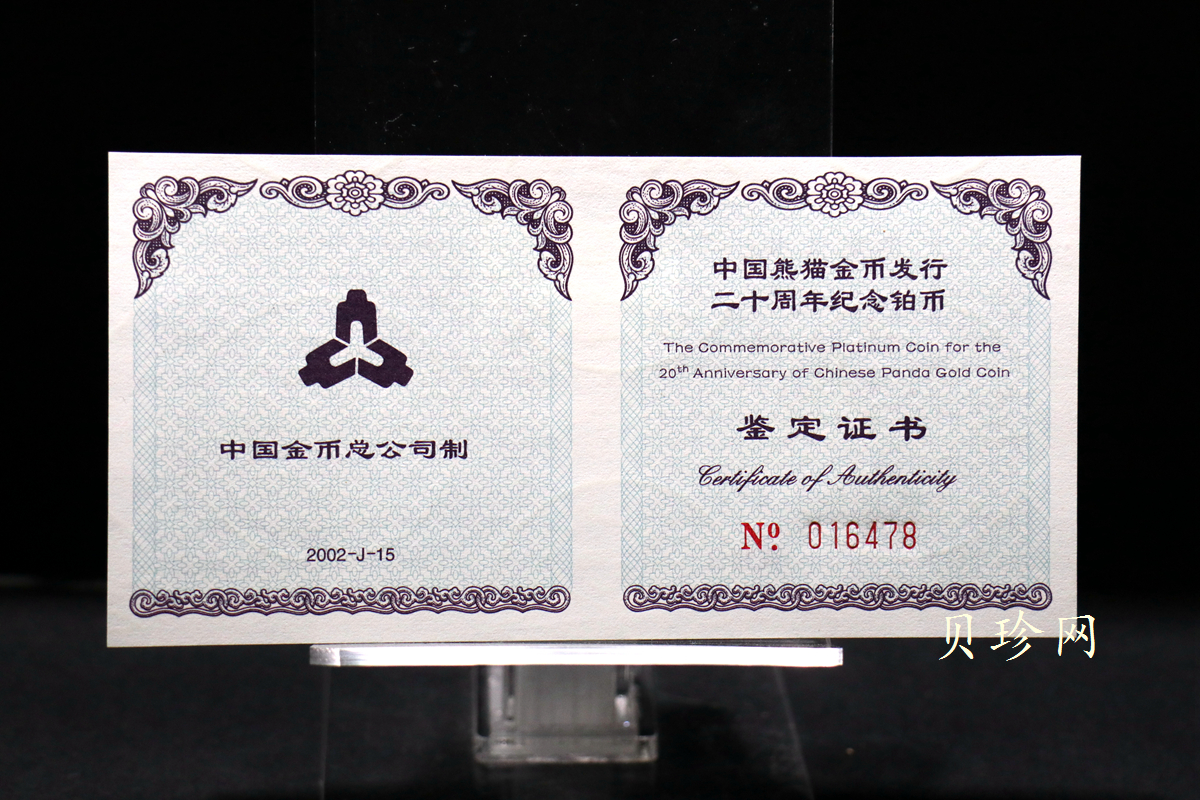 中国金币总公司制
2002-J-15
中国熊猫金币发行
二十周年纪念铂币
The Commemorative Platinum Coin for the
20th Anniversary of Chinese Panda Gold Coin
鉴定证书
Certificate of Authenticity
Nº. 016478
贝珍网